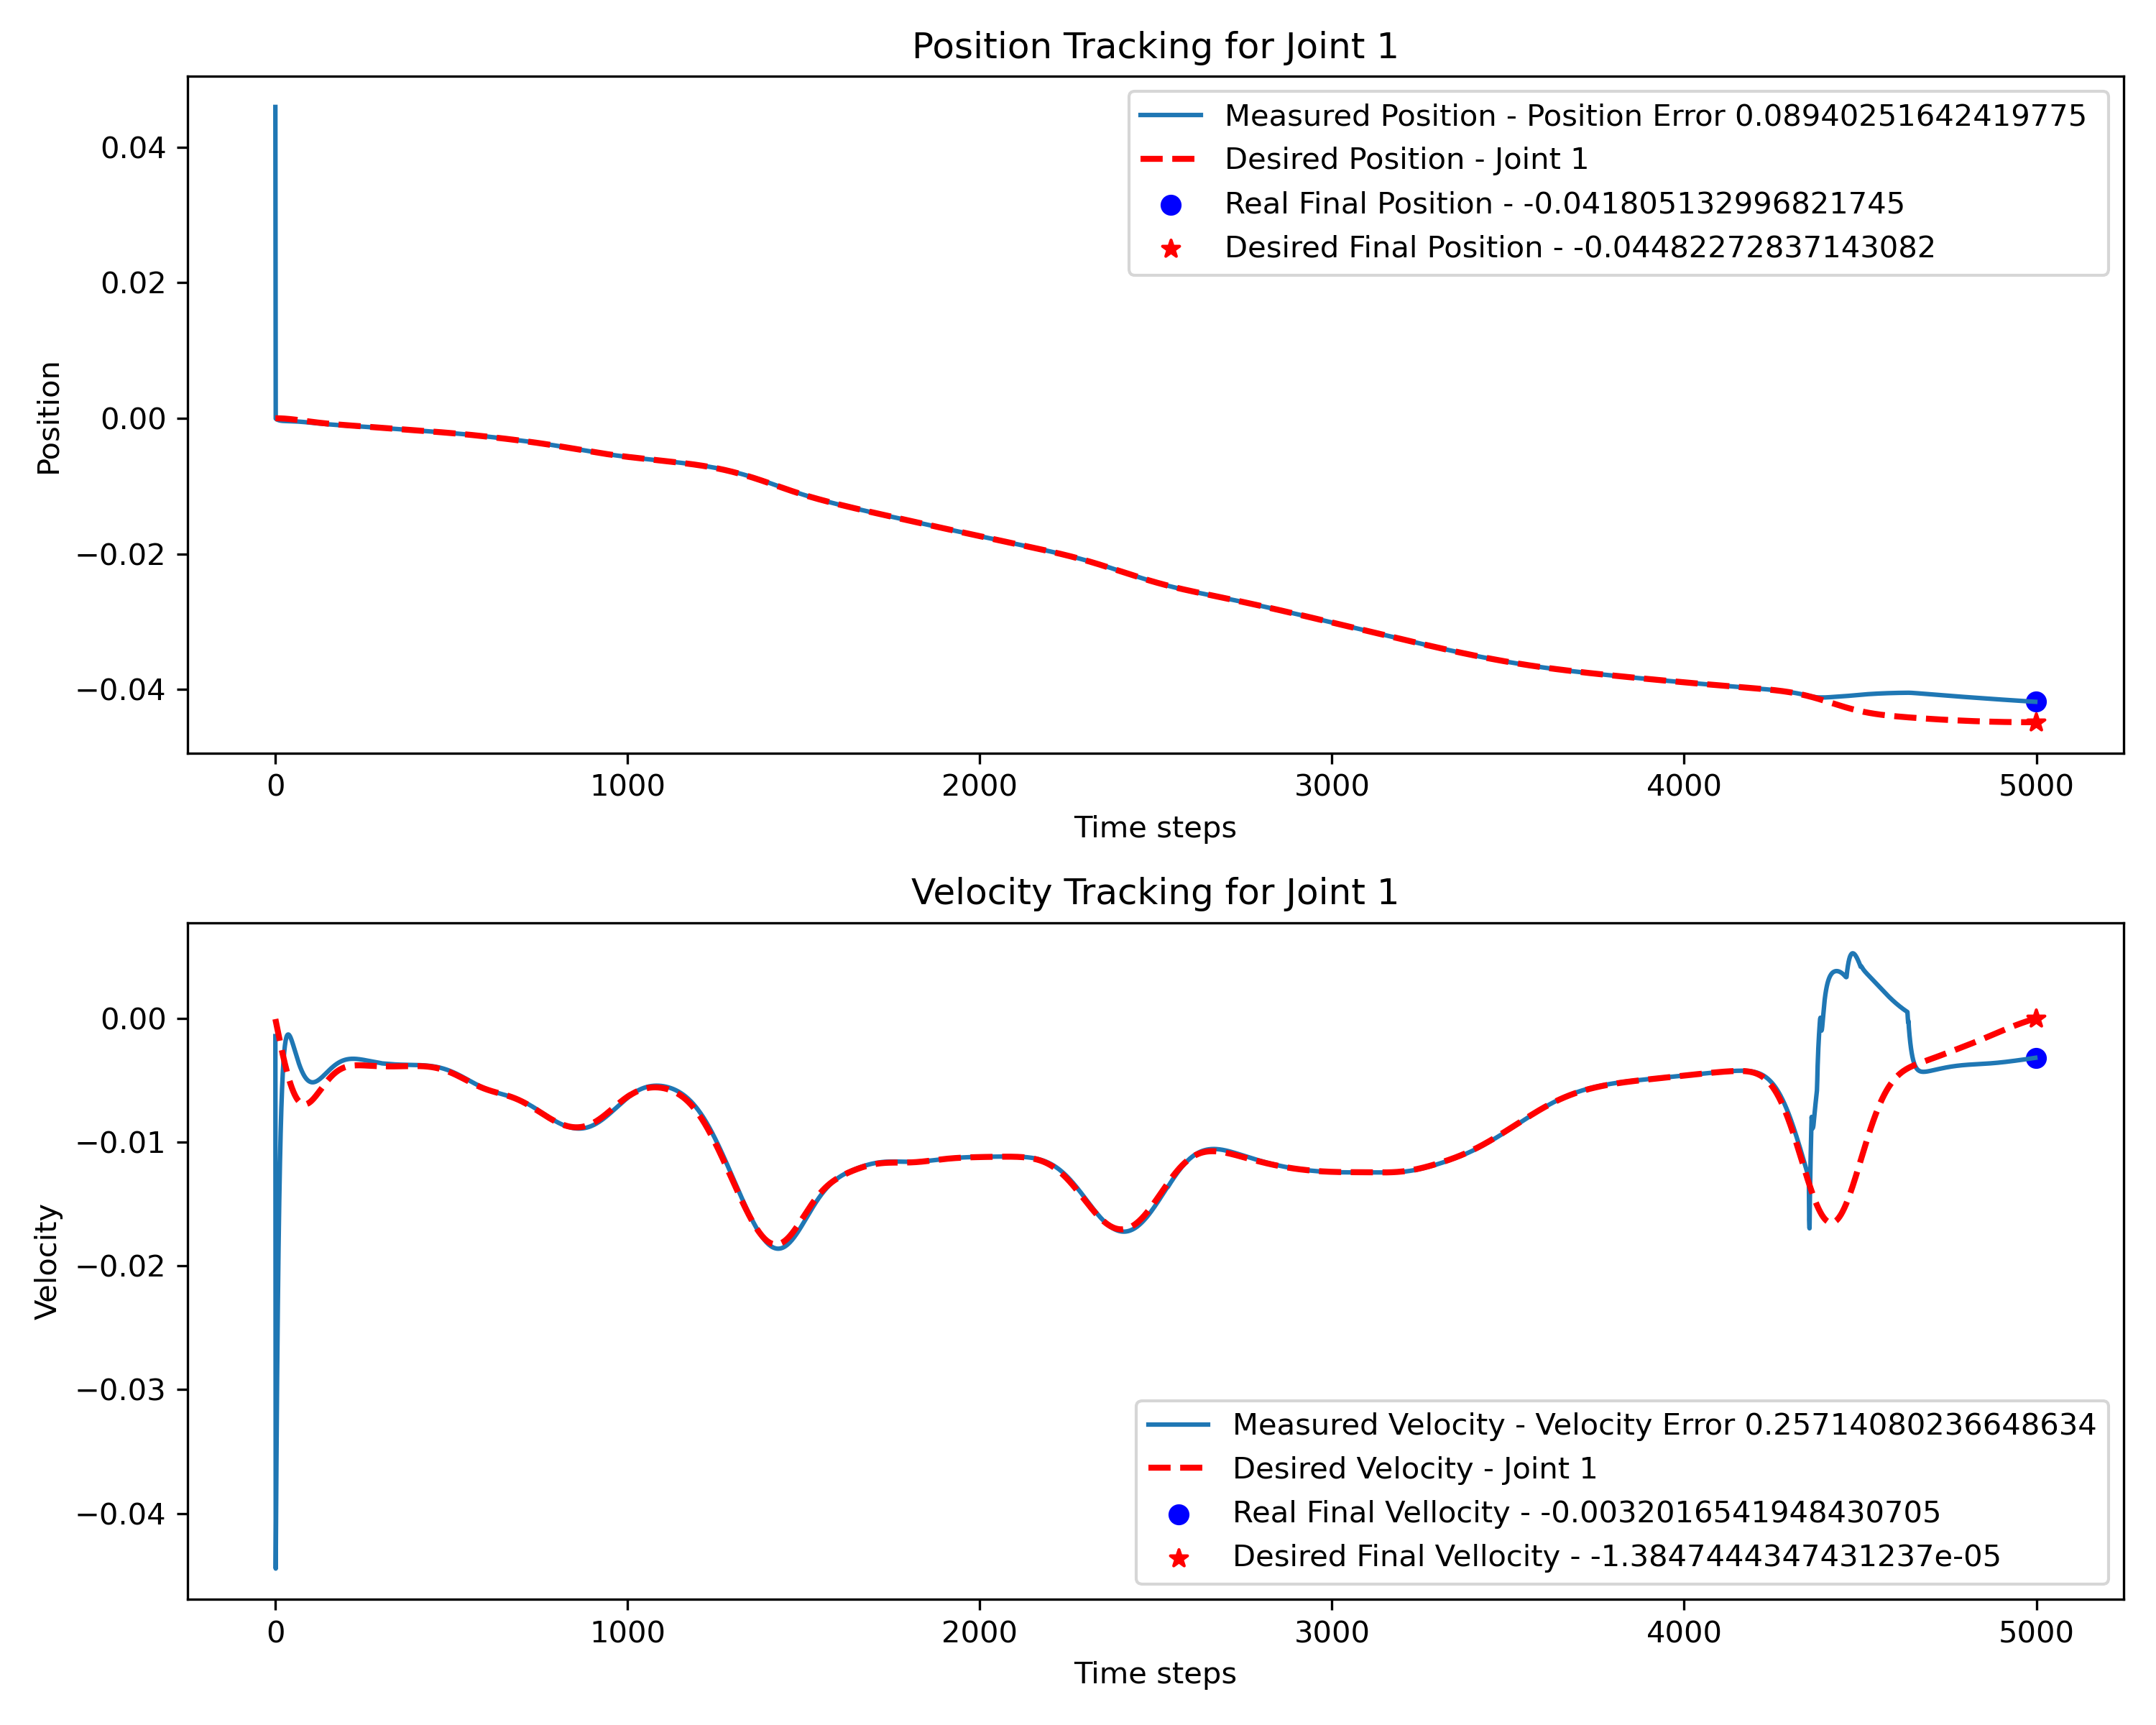 Position Tracking for Joint 1
Measured Position - Position Error 0.08940251642419775
Desired Position - Joint 1
Real Final Position - -0.041805132996821745
Desired Final Position - -0.04482272837143082
0.04
0.02
0.00
−0.02
−0.04
Position
0 1000 2000 3000 4000 5000
Time steps
Velocity Tracking for Joint 1
0.00
−0.01
−0.02
−0.03
−0.04
Velocity
Measured Velocity - Velocity Error 0.25714080236648634
Desired Velocity - Joint 1
Real Final Vellocity - -0.0032016541948430705
Desired Final Vellocity - -1.3847444347431237e-05
0 1000 2000 3000 4000 5000
Time steps